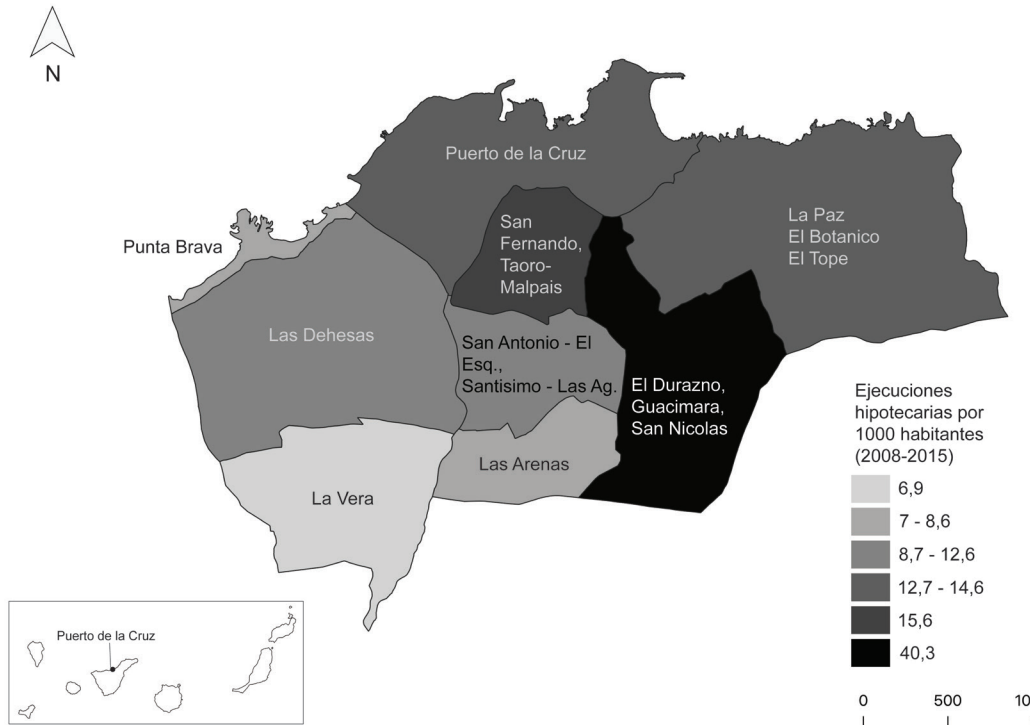 N
Puerto de la Cruz
San
Fernando,
Taoro-
Malpais
La Paz
El Botanico
El Tope
Punta Brava
Las Dehesas
San Antonio - El
Esq.,
Santisimo - Las Ag.
El Durazno,
Guacimara,
San Nicolas
Las Arenas
La Vera
Ejecuciones
hipotecarias por
1000 habitantes
(2008-2015)
6,9
7 - 8,6
8,7 - 12,6
12,7 - 14,6
15,6
40,3
Puerto de la Cruz
0 500 10